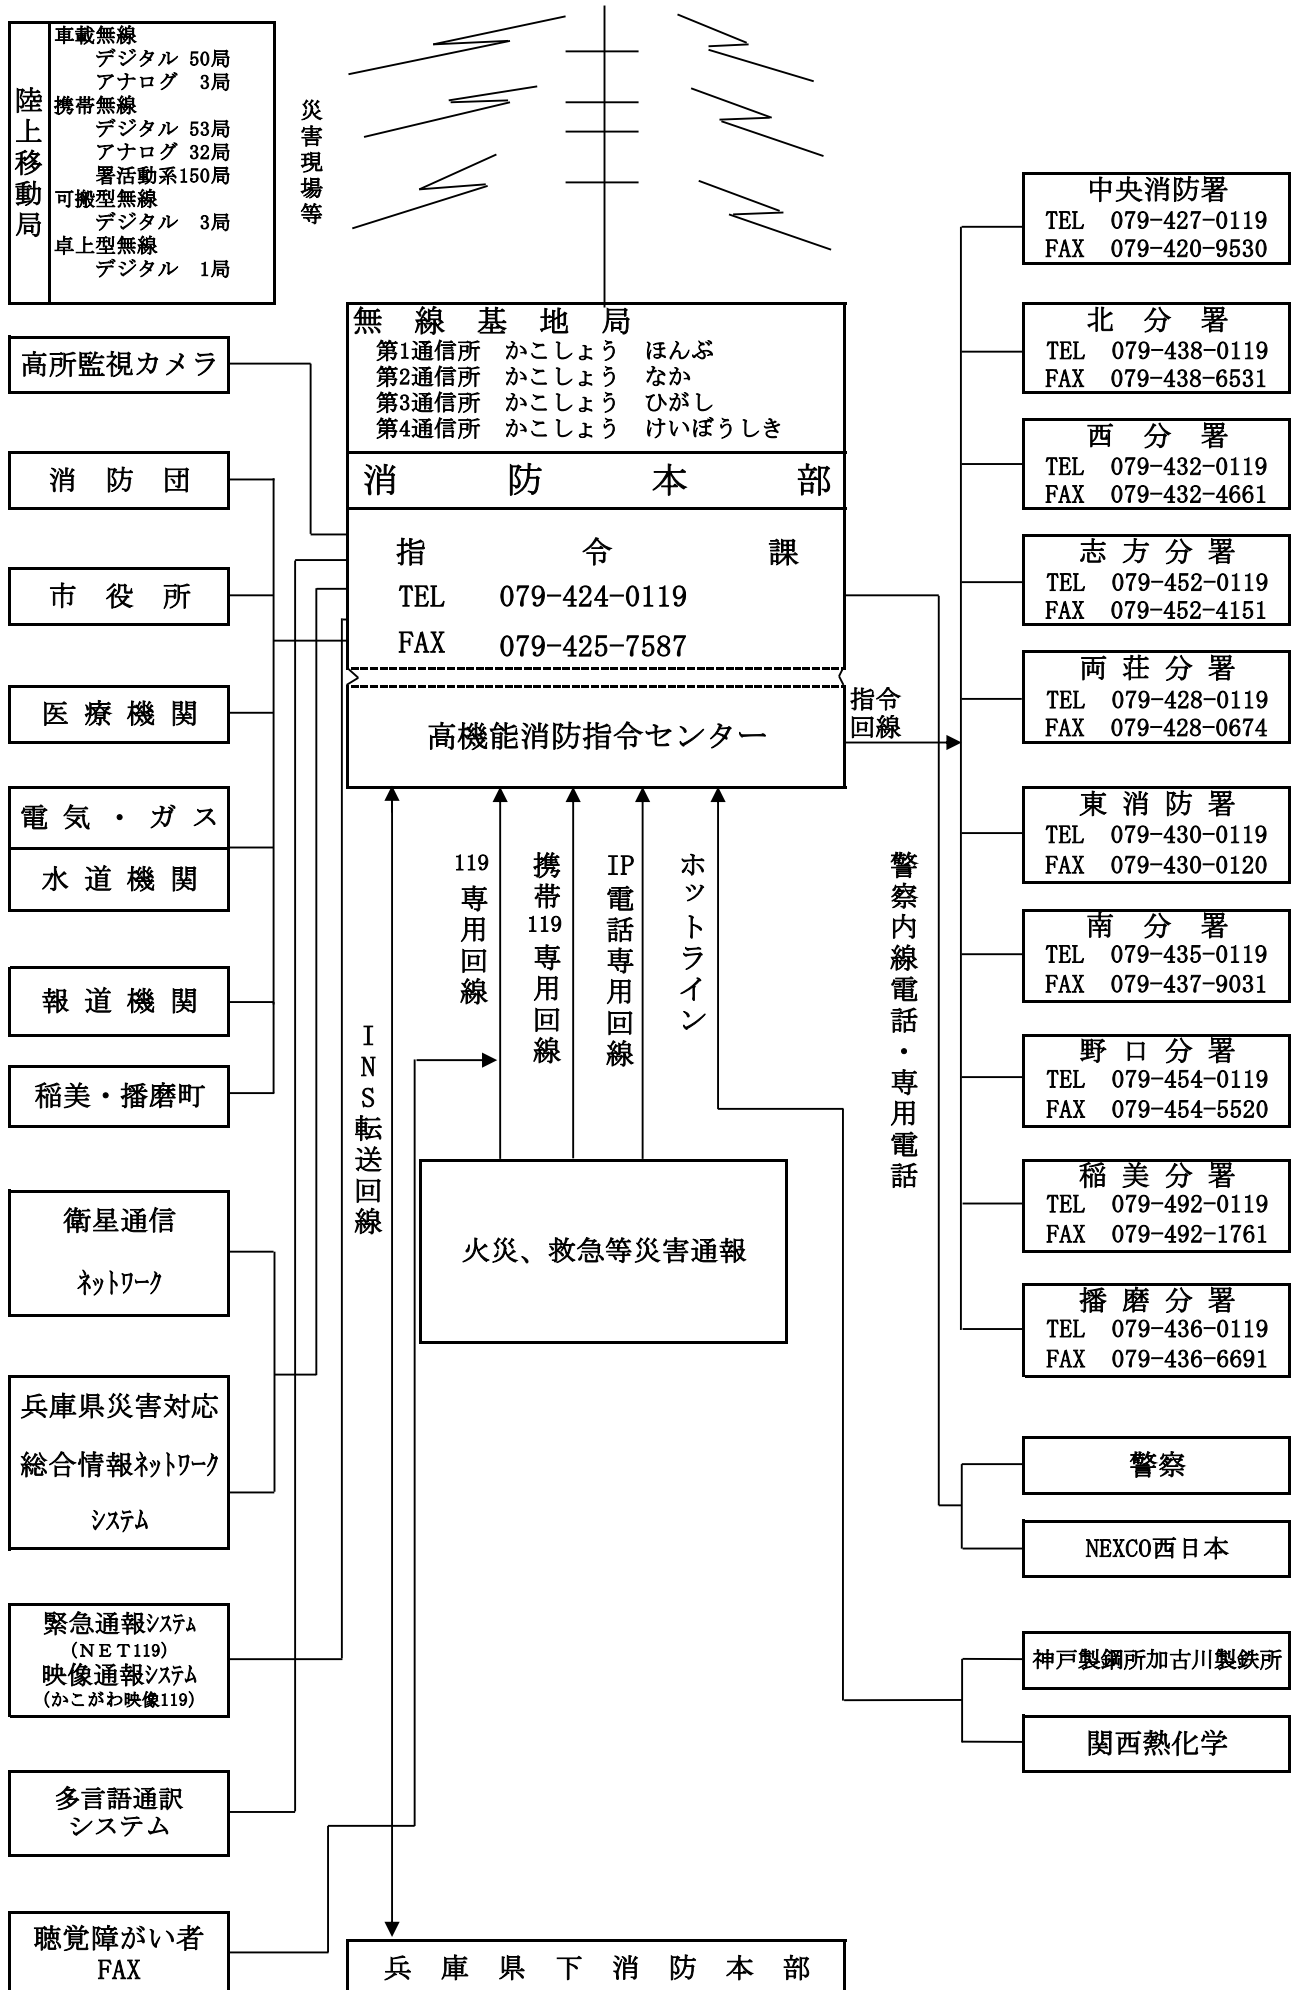 陸上移動局
車載無線
デジタル 50局
アナログ 3局
携帯無線
デジタル 53局
アナログ 32局
署活動系150局
可搬型無線
デジタル 3局
卓上型無線
デジタル 1局
災害現場等
無線基地局
第1通信所 かこしょう ほんぶ
第2通信所 かこしょう なか
第3通信所 かこしょう ひがし
第4通信所 かこしょう けいぼうしき
消防本部
指令課
TEL 079-424-0119
FAX 079-425-7587
高機能消防指令センター
高所監視カメラ
消防団
市役所
医療機関
電気・ガス
水道機関
報道機関
稲美・播磨町
衛星通信
ﾈｯﾄﾜｰｸ
兵庫県災害対応
総合情報ﾈｯﾄﾜｰｸ
ｼｽﾃﾑ
緊急通報ｼｽﾃﾑ
(ＮＥＴ119)
映像通報ｼｽﾃﾑ
(かこがわ映像119)
多言語通訳
システム
聴覚障がい者
FAX
INS転送回線
119専用回線
携帯119専用回線
IP電話専用回線
ホットライン
火災、救急等災害通報
兵庫県下消防本部
指令
回線
警察内線電話・専用電話
中央消防署
TEL 079-427-0119
FAX 079-420-9530
北分署
TEL 079-438-0119
FAX 079-438-6531
西分署
TEL 079-432-0119
FAX 079-432-4661
志方分署
TEL 079-452-0119
FAX 079-452-4151
両荘分署
TEL 079-428-0119
FAX 079-428-0674
東消防署
TEL 079-430-0119
FAX 079-430-0120
南分署
TEL 079-435-0119
FAX 079-437-9031
野口分署
TEL 079-454-0119
FAX 079-454-5520
稲美分署
TEL 079-492-0119
FAX 079-492-1761
播磨分署
TEL 079-436-0119
FAX 079-436-6691
警察
NEXCO西日本
神戸製鋼所加古川製鉄所
関西熱化学